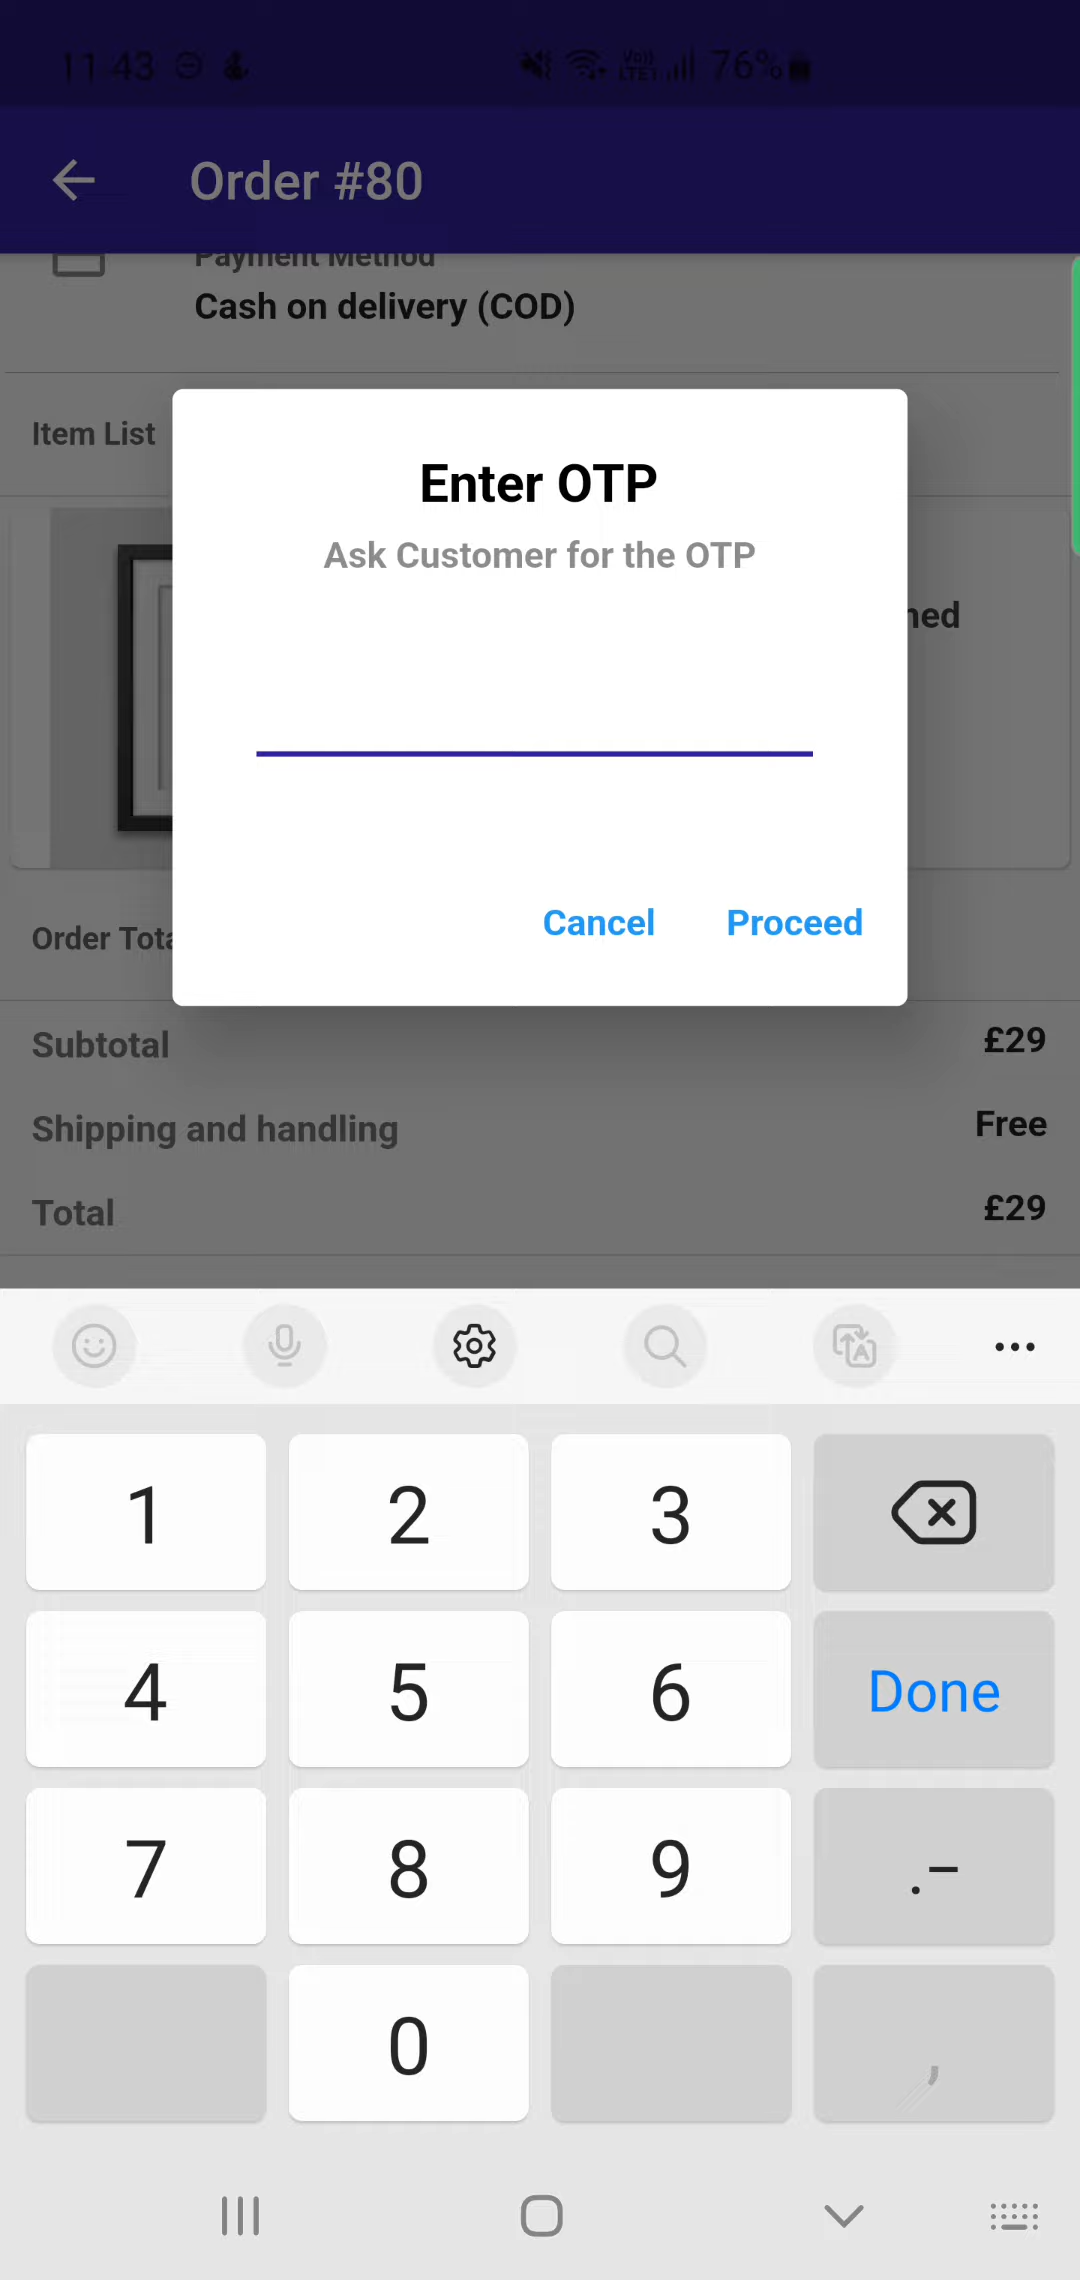 11:43
76%
Order #80
Payment Method
Cash on delivery (COD)
Item List
Enter OTP
Ask Customer for the OTP
Cancel Proceed
Subtotal £29
Shipping and handling Free
Total £29
1 2 3
4 5 6 Done
7 8 9 .-
0 ,